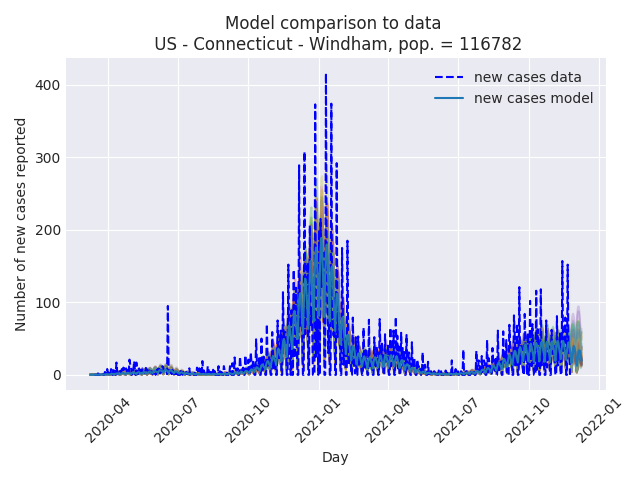 Model comparison to data
US - Connecticut - Windham, pop. = 116782
new cases data
new cases model
Number of new cases reported
400
300
200
100
0
2020-04
2020-07
2020-10
2021-01
2021-04
2021-07
2021-10
2022-01
Day